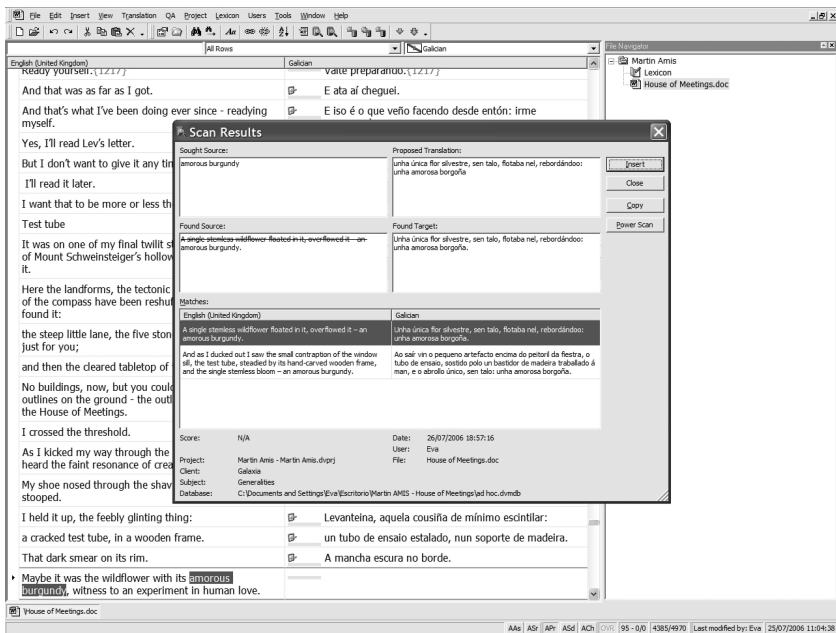 File Edit Insert View Translation QA Project Lexicon Users Tools Window Help
All Rows
Galician
English (United Kingdom)
Galician
Ready yourself.{1217}
Vaite preparando.{1217}
And that was as far as I got.
E ata aí cheguei.
And that's what I've been doing ever since - readying
myself.
E iso é o que veño facendo desde entón: irme
Yes, I'll read Lev's letter.
But I don't want to give it any tim
I'll read it later.
I want that to be more or less th
Test tube
It was on one of my final twillit st
of Mount Schweinsteiger's hollow
it.
Here the landforms, the tectonic
of the compass have been reshuf
found it:
the steep little lane, the five ston
just for you;
and then the cleared tabletop of
No buildings, now, but you could
outlines on the ground - the outl
the House of Meetings.
I crossed the threshold.
As I kicked my way through the
heard the faint resonance of crea
My shoe nosed through the shav
stooped.
I held it up, the feebly glinting thing:
Levanteina, aquela cousiña de mínimo escintilar:
a cracked test tube, in a wooden frame.
un tubo de ensaio estalado, nun soporte de madeira.
That dark smear on its rim.
A mancha escura no borde.
Maybe it was the wildflower with its amorous
burgundy, witness to an experiment in human love.
Scan Results
Sought Source:
Proposed Translation:
amorous burgundy
unha única flor silvestre, sen talo, flotaba nel, rebordándoo:
unha amorosa borgoña
Insert
Close
Copy
Power Scan
Found Source:
Found Target:
A single stemless wildflower floated in it, overflowed it – an
amorous burgundy.
Unha única flor silvestre, sen talo, flotaba nel, rebordándoo:
unha amorosa borgoña.
Matches:
English (United Kingdom)
Galician
A single stemless wildflower floated in it, overflowed it – an
amorous burgundy.
Unha única flor silvestre, sen talo, flotaba nel, rebordándoo:
unha amorosa borgoña.
And as I ducked out I saw the small contraption of the window
sill, the test tube, steadied by its hand-carved wooden frame,
and the single stemless bloom – an amorous burgundy.
Ao saír vin o pequeno artefacto encima do peitoril da fiestra, o
tubo de ensaio, sostido polo un bastidor de madeira traballado á
man, e o abrollo único, sen talo: unha amorosa borgoña.
Score: N/A
Date: 26/07/2006 18:57:16
User: Eva
Project: Martin Amis - Martin Amis.dvprj
File: House of Meetings.doc
Client: Galaxia
Subject: Generalities
Database: C:\Documents and Settings\Eva\Escritorio\Martin AMIS - House of Meetings\ad hoc.dvmdb
File Navigator
Martin Amis
Lexicon
House of Meetings.doc
\House of Meetings.doc
AAs ASr APr ASd ACh OVR 95 - 0/0 4385/4970 Last modified by: Eva 25/07/2006 11:04:38